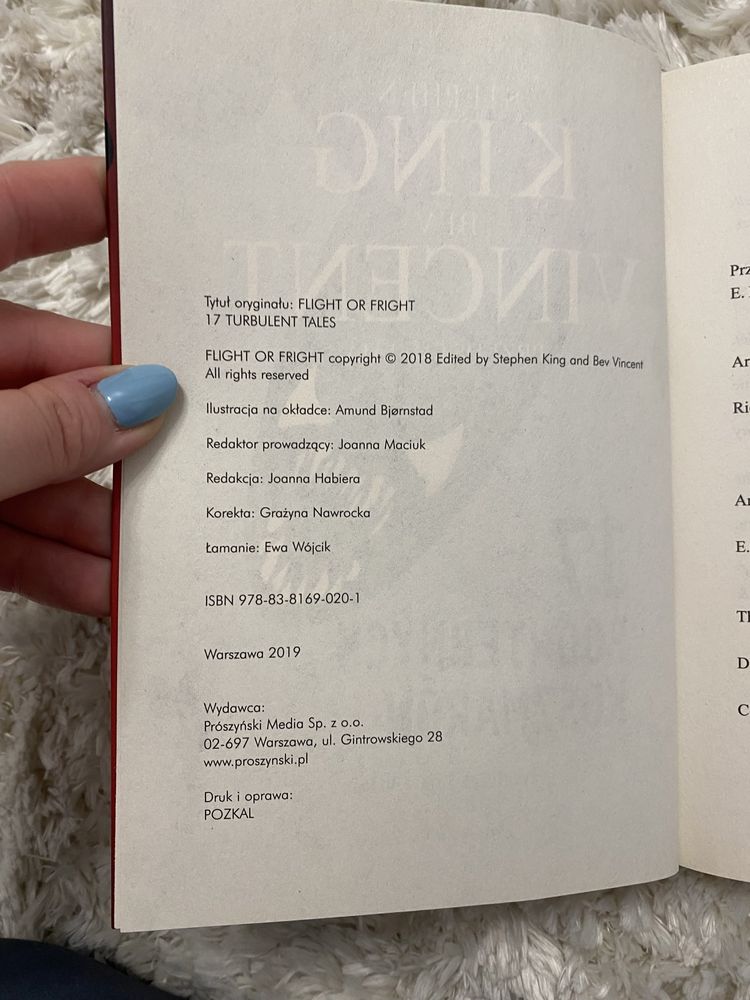 Tytuł oryginału: FLIGHT OR FRIGHT
17 TURBULENT TALES
FLIGHT OR FRIGHT copyright © 2018 Edited by Stephen King and Bev Vincent
All rights reserved
Ilustracja na okładce: Amund Bjørnstad
Redaktor prowadzący: Joanna Maciuk
Redakcja: Joanna Habiera
Korekta: Grażyna Nawrocka
Łamanie: Ewa Wójcik
ISBN 978-83-8169-020-1
Warszawa 2019
Wydawca:
Prószyński Media Sp. z o.o.
02-697 Warszawa, ul. Gintrowskiego 28
www.proszynski.pl
Druk i oprawa:
POZKAL
KING
VINCENT
E.
E.
D
C